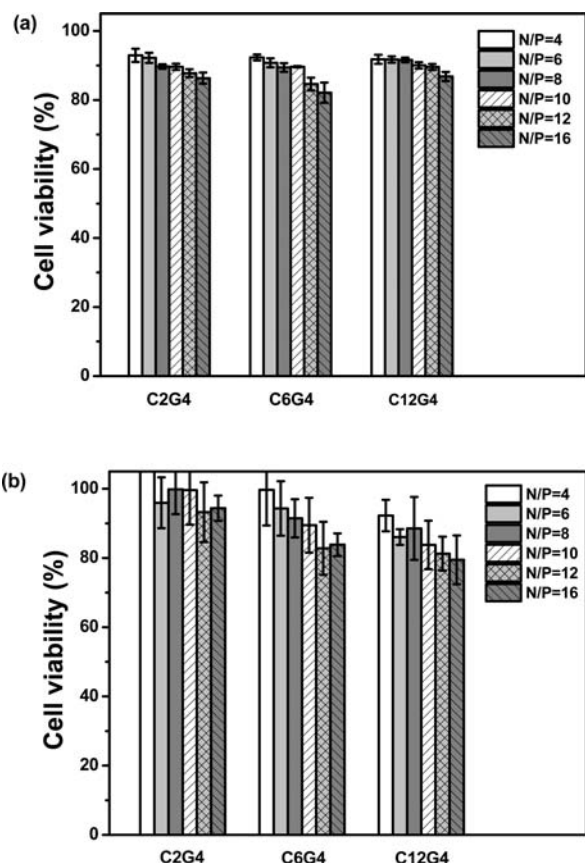 (a)
100
80
60
40
20
0
Cell viability (%)
N/P=4
N/P=6
N/P=8
N/P=10
N/P=12
N/P=16
C2G4 C6G4 C12G4
(b)
100
80
60
40
20
0
Cell viability (%)
N/P=4
N/P=6
N/P=8
N/P=10
N/P=12
N/P=16
C2G4 C6G4 C12G4